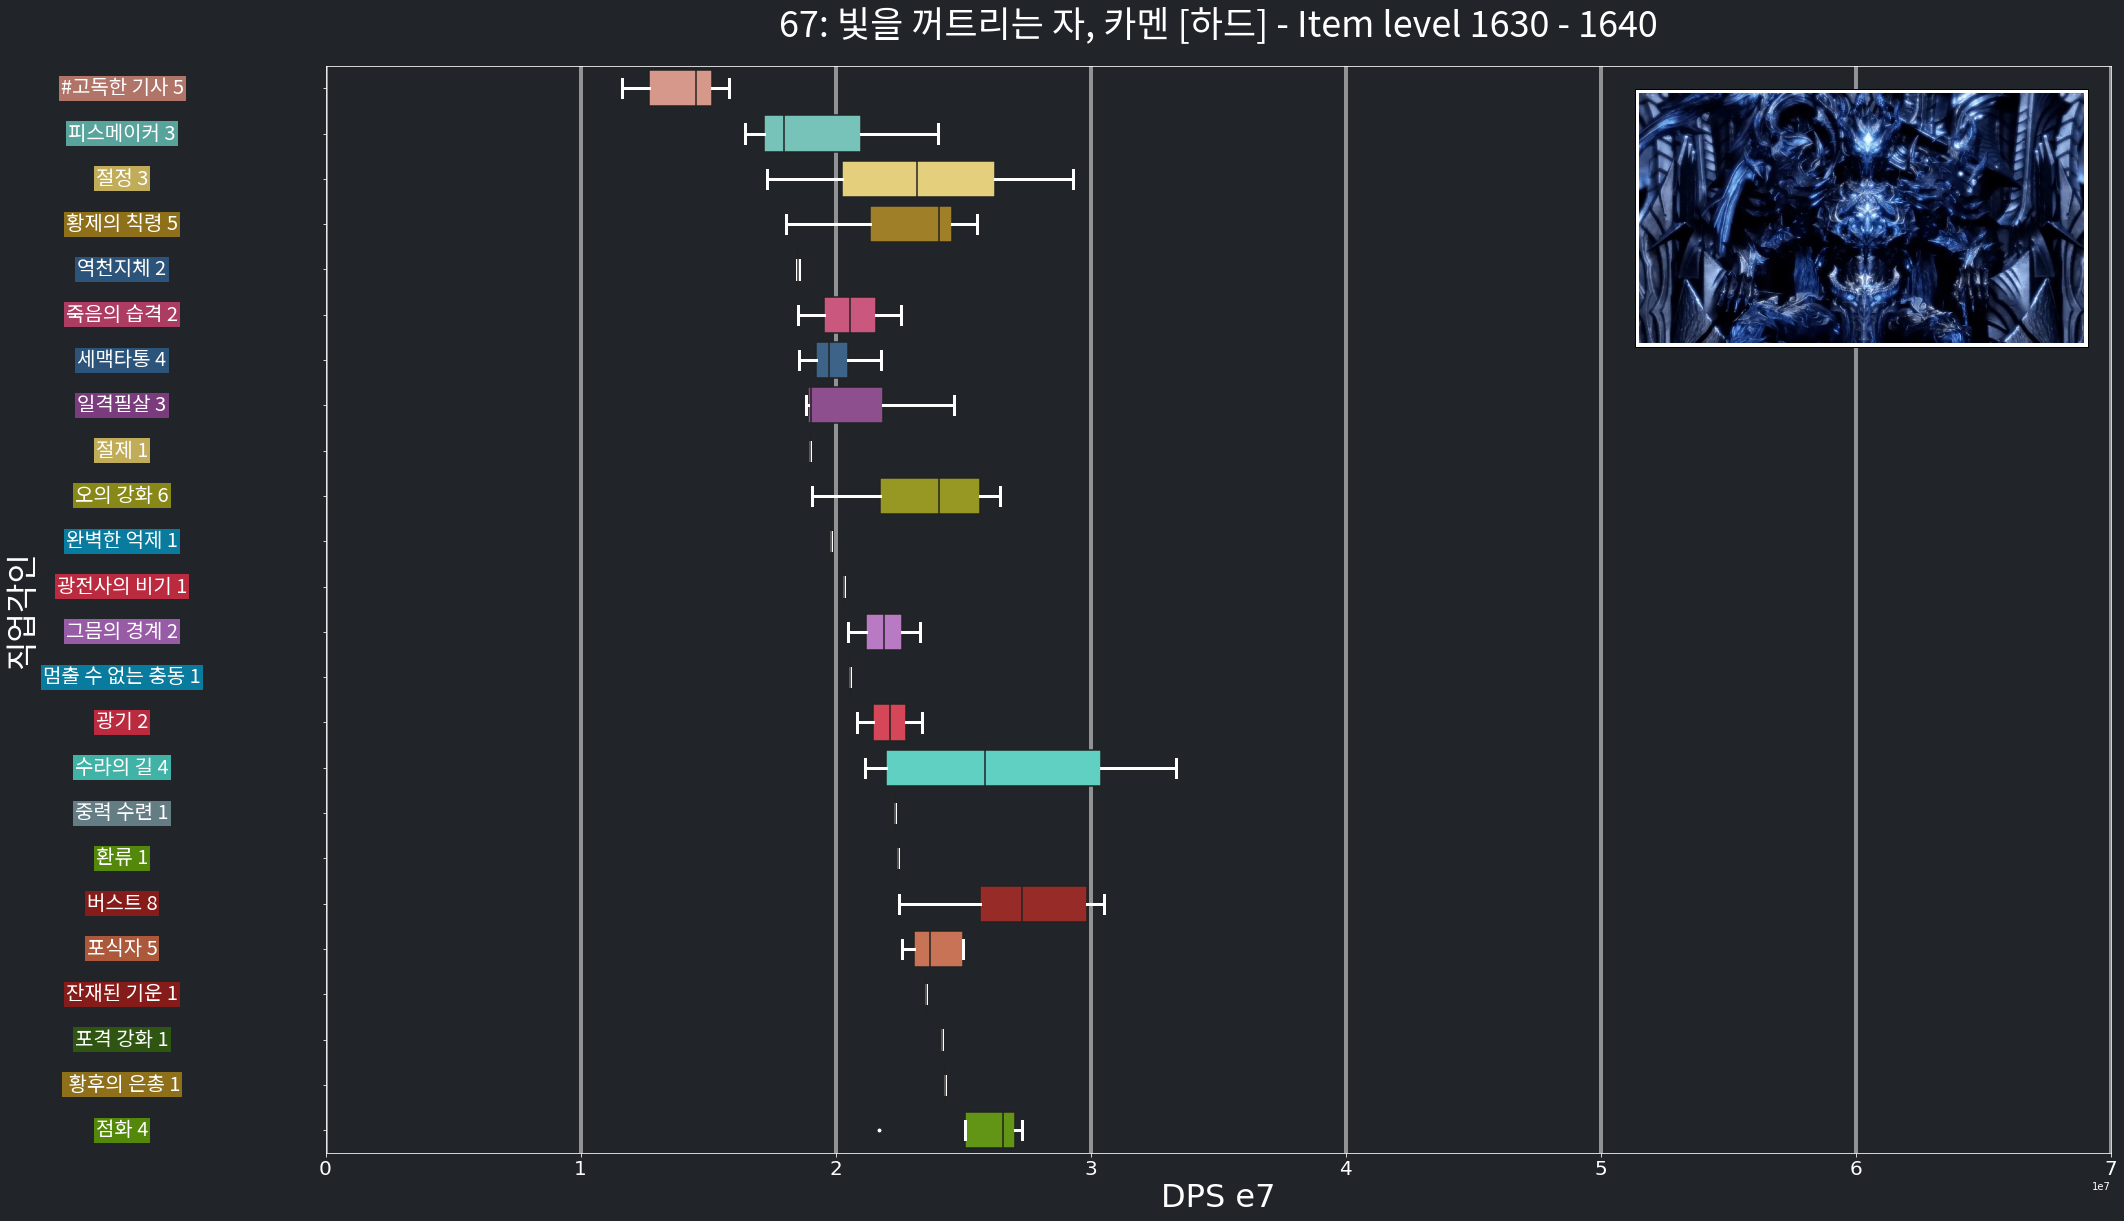 67: 빛을 꺼트리는 자, 카멘 [하드] - Item level 1630 - 1640
직업각인
#고독한 기사 5
피스메이커 3
절정 3
황제의 칙령 5
역천지체 2
죽음의 습격 2
세맥타통 4
일격필살 3
절제 1
오의 강화 6
완벽한 억제 1
광전사의 비기 1
그믐의 경계 2
멈출 수 없는 충동 1
광기 2
수라의 길 4
중력 수련 1
환류 1
버스트 8
포식자 5
잔재된 기운 1
포격 강화 1
황후의 은총 1
점화 4
0 1 2 3 4 5 6 7
1e7
DPS e7